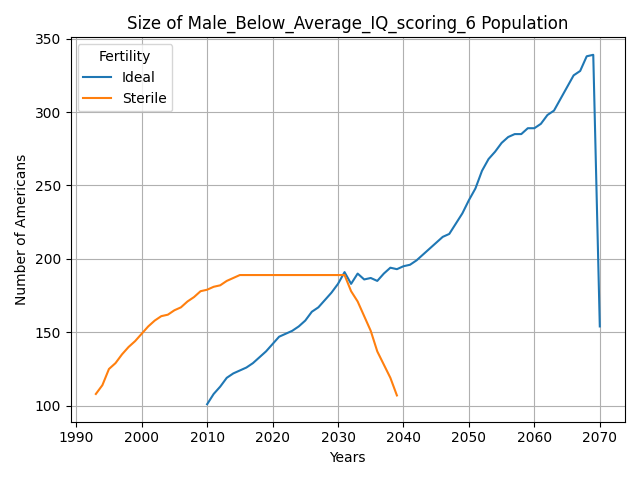 Size of Male_Below_Average_IQ_scoring_6 Population
Number of Americans
350
300
250
200
150
100
Fertility
Ideal
Sterile
1990 2000 2010 2020 2030 2040 2050 2060 2070
Years